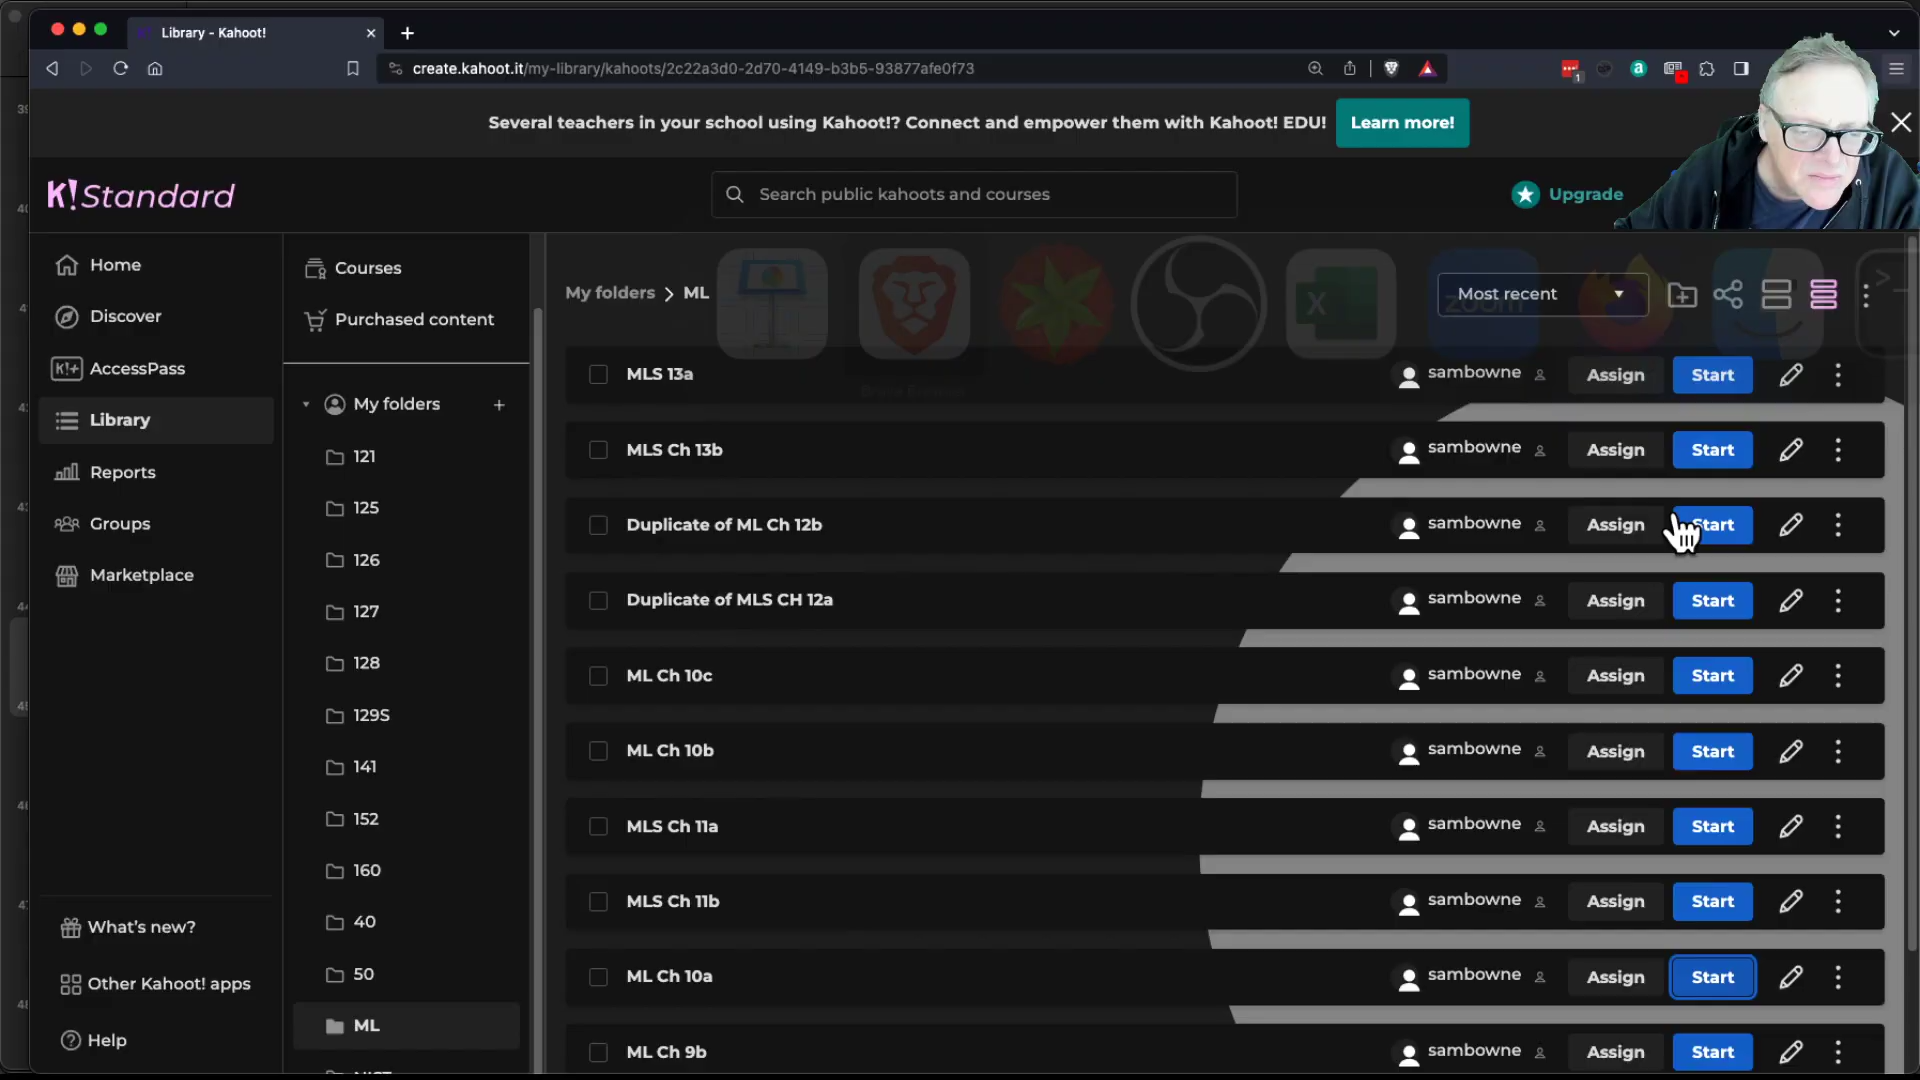 Library - Kahoot!
create.kahoot.it/my-library/kahoots/2c22a3d0-2d70-4149-b3b5-93877afe0f73
1
Several teachers in your school using Kahoot!? Connect and empower them with Kahoot! EDU!
Learn more!
K!Standard
Search public kahoots and courses
Upgrade
Home
Discover
K!+ AccessPass
Library
Reports
Groups
Marketplace
What's new?
Other Kahoot! apps
Help
Courses
Purchased content
My folders
121
125
126
127
128
129S
141
152
160
40
50
ML
My folders > ML
Most recent
zoom
MLS 13a sambowne Assign Start
MLS Ch 13b sambowne Assign Start
Duplicate of ML Ch 12b sambowne Assign Start
Duplicate of MLS CH 12a sambowne Assign Start
ML Ch 10c sambowne Assign Start
ML Ch 10b sambowne Assign Start
MLS Ch 11a sambowne Assign Start
MLS Ch 11b sambowne Assign Start
ML Ch 10a sambowne Assign Start
ML Ch 9b sambowne Assign Start